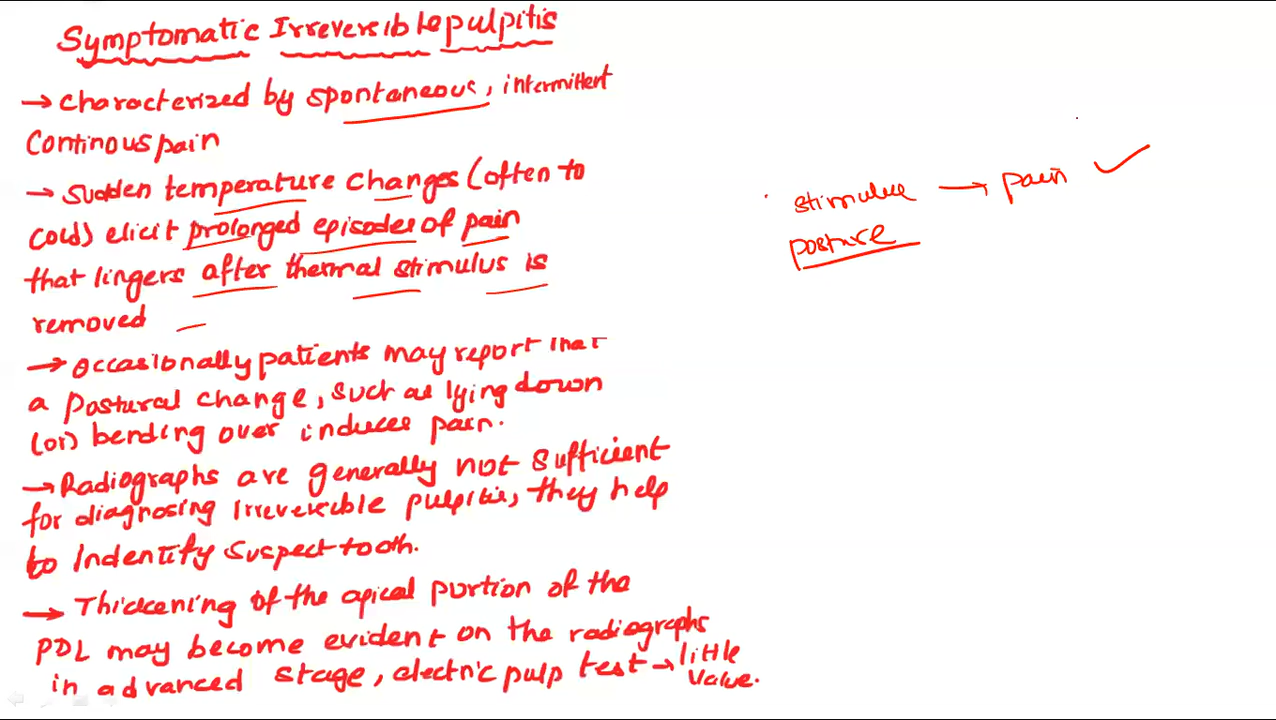 Symptomatic Irreversible pulpitis
→ characterized by spontaneous, intermittent
Continous pain
→ Sudden temperature changes (often to
cold) elicit prolonged episodes of pain
that lingers after thermal stimulus is
removed
→ Occasionally patients may report that
a postural change, such as lying down
(or) bending over induces pain.
→ Radiographs are generally not sufficient
for diagnosing irreversible pulpitis, they help
to Indentify suspect tooth.
→ Thickening of the apical portion of the
PDL may become evident on the radiographs
in advanced stage, electric pulp test → little
value.
stimulus → pain ✓
posture